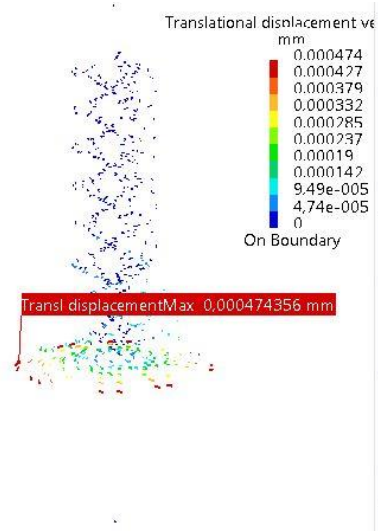 Translational displacement ve
mm
0.000474
0.000427
0.000379
0.000332
0.000285
0.000237
0.00019
0.000142
9.49e-005
4,74e-005
0
On Boundary
Transl displacementMax 0,000474356 mm